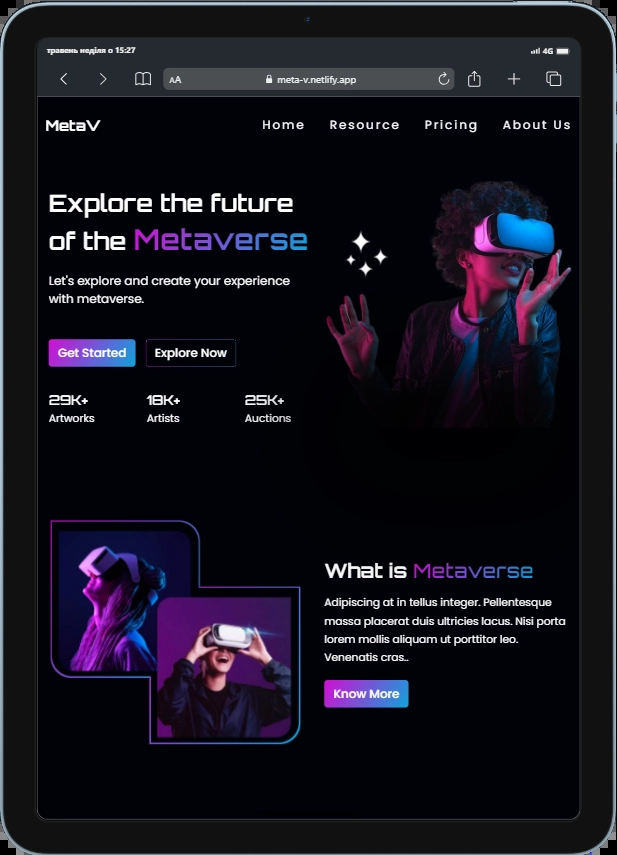 травень неділя о 15:27
4G
AA
meta-v.netlify.app
MetaV
Home Resource Pricing About Us
Explore the future
of the Metaverse
Let's explore and create your experience
with metaverse.
Get Started Explore Now
29K+ 18K+ 25K+
Artworks Artists Auctions
What is Metaverse
Adipiscing at in tellus integer. Pellentesque
massa placerat duis ultricies lacus. Nisi porta
lorem mollis aliquam ut porttitor leo.
Venenatis cras..
Know More